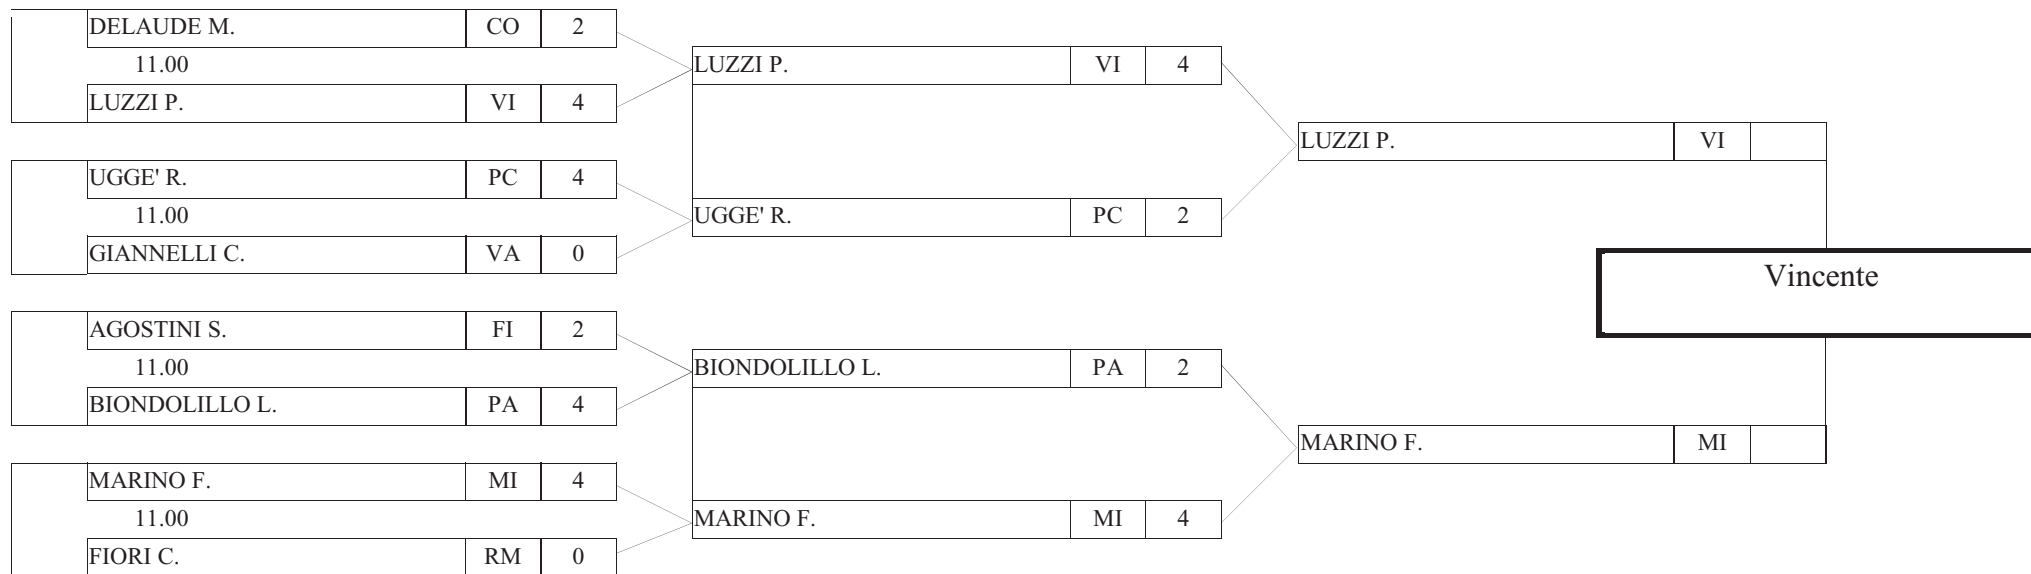 DELAUDE M. CO 2
11.00
LUZZI P. VI 4
UGGE' R. PC 4
11.00
GIANNELLI C. VA 0
AGOSTINI S. FI 2
11.00
BIONDOLILLO L. PA 4
MARINO F. MI 4
11.00
FIORI C. RM 0
LUZZI P. VI 4
UGGE' R. PC 2
BIONDOLILLO L. PA 2
MARINO F. MI 4
LUZZI P. VI
MARINO F. MI
Vincente